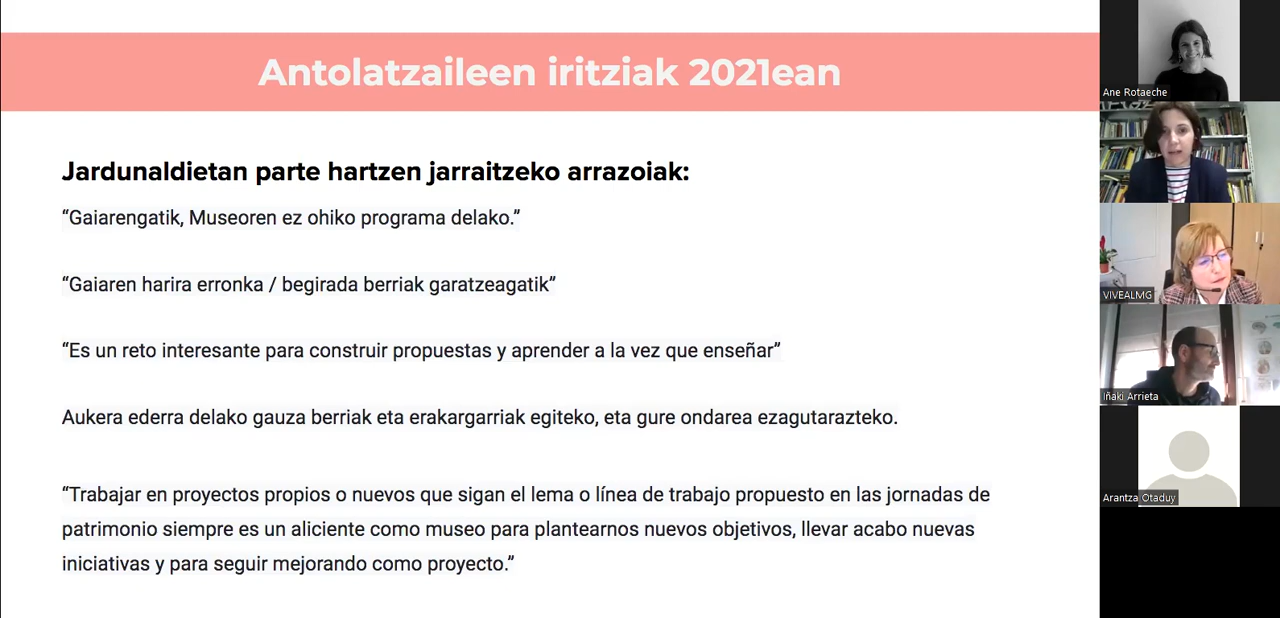 Antolatzaileen iritziak 2021ean
Jardunaldietan parte hartzen jarraitzeko arrazoiak:
“Gaiarengatik, Museoren ez ohiko programa delako.”
“Gaiaren harira erronka / begirada berriak garatzeagatik”
“Es un reto interesante para construir propuestas y aprender a la vez que enseñar”
Aukera ederra delako gauza berriak eta erakargarriak egiteko, eta gure ondarea ezagutarazteko.
“Trabajar en proyectos propios o nuevos que sigan el lema o línea de trabajo propuesto en las jornadas de
patrimonio siempre es un aliciente como museo para plantearnos nuevos objetivos, llevar acabo nuevas
iniciativas y para seguir mejorando como proyecto.”
Ane Rotaeche
VIVEALMG
Iñaki Arrieta
Arantza Otaduy